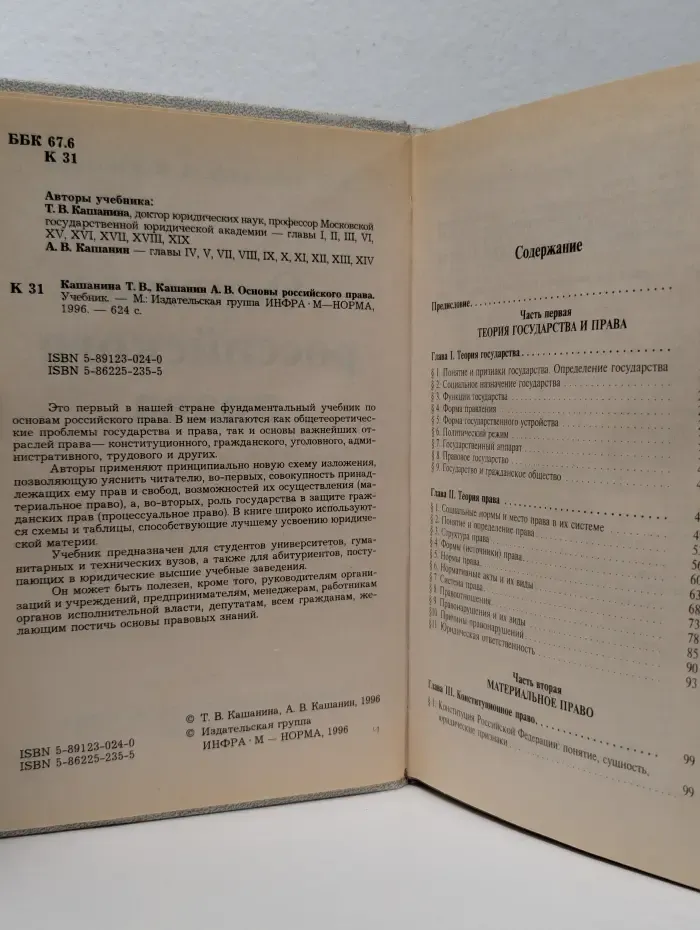 ББК 67.6
К 31
Авторы учебника:
Т. В. Кашанина, доктор юридических наук, профессор Московской
государственной юридической академии — главы I, II, III, VI,
XV, XVI, XVII, XVIII, XIX
А. В. Кашанин — главы IV, V, VII, VIII, IX, X, XI, XII, XIII, XIV
К 31
Кашанина Т. В., Кашанин А. В. Основы российского права.
Учебник. — М.: Издательская группа ИНФРА·М—НОРМА,
1996. — 624 с.
ISBN 5-89123-024-0
ISBN 5-86225-235-5
Это первый в нашей стране фундаментальный учебник по
основам российского права. В нем излагаются как общетеоретичес-
кие проблемы государства и права, так и основы важнейших от-
раслей права— конституционного, гражданского, уголовного, адми-
нистративного, трудового и других.
Авторы применяют принципиально новую схему изложения,
позволяющую уяснить читателю, во-первых, совокупность принад-
лежащих ему прав и свобод, возможностей их осуществления (ма-
териальное право), а, во-вторых, роль государства в защите граж-
данских прав (процессуальное право). В книге широко использу-
ются схемы и таблицы, способствующие лучшему усвоению юридичес-
кой материи.
Учебник предназначен для студентов университетов, гума-
нитарных и технических вузов, а также для абитуриентов, посту-
пающих в юридические высшие учебные заведения.
Он может быть полезен, кроме того, руководителям органи-
заций и учреждений, предпринимателям, менеджерам, работникам
органов исполнительной власти, депутатам, всем гражданам, же-
лающим постичь основы правовых знаний.
© Т. В. Кашанина, А. В. Кашанин, 1996
© Издательская группа
ИНФРА·М — НОРМА, 1996
ISBN 5-89123-024-0
ISBN 5-86225-235-5
Содержание
Предисловие
Часть первая
ТЕОРИЯ ГОСУДАРСТВА И ПРАВА
Глава I. Теория государства
§ 1. Понятие и признаки государства. Определение государства
§ 2. Социальное назначение государства
§ 3. Функции государства
§ 4. Форма правления
§ 5. Форма государственного устройства
§ 6. Политический режим
§ 7. Государственный аппарат
§ 8. Правовое государство
§ 9. Государство и гражданское общество
Глава II. Теория права
§ 1. Социальные нормы и место права в их системе
§ 2. Понятие и определение права
§ 3. Структура права
§ 4. Формы (источники) права
§ 5. Нормы права 56
§ 6. Нормативные акты и их виды 60
§ 7. Система права 63
§ 8. Правоотношения 68
§ 9. Правонарушения и их виды 73
§ 10. Причины правонарушений 78
§ 11. Юридическая ответственность 85
90
93
Часть вторая
МАТЕРИАЛЬНОЕ ПРАВО
Глава III. Конституционное право 99
§ 1. Конституция Российской Федерации: понятие, сущность,
юридические признаки 99